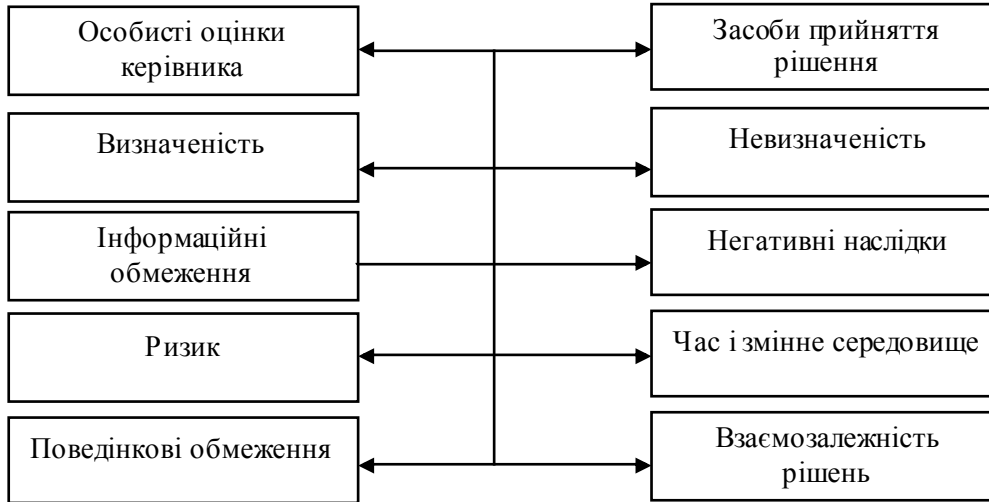 Особисті оцінки
керівника
Засоби прийняття
рішення
Визначеність
Невизначеність
Інформаційні
обмеження
Негативні наслідки
Ризик
Час і змінне середовище
Поведінкові обмеження
Взаємозалежність
рішень